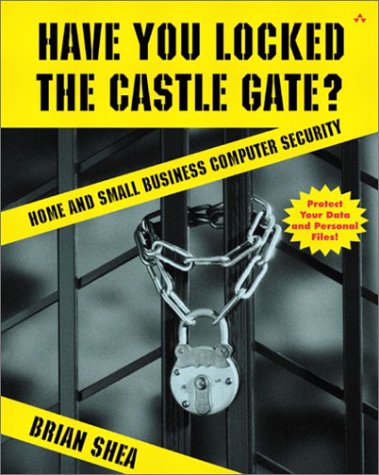 HAVE YOU LOCKED
THE CASTLE GATE?
HOME AND SMALL BUSINESS COMPUTER SECURITY
Protect
Your Data
and Personal
Files!
BRIAN SHEA